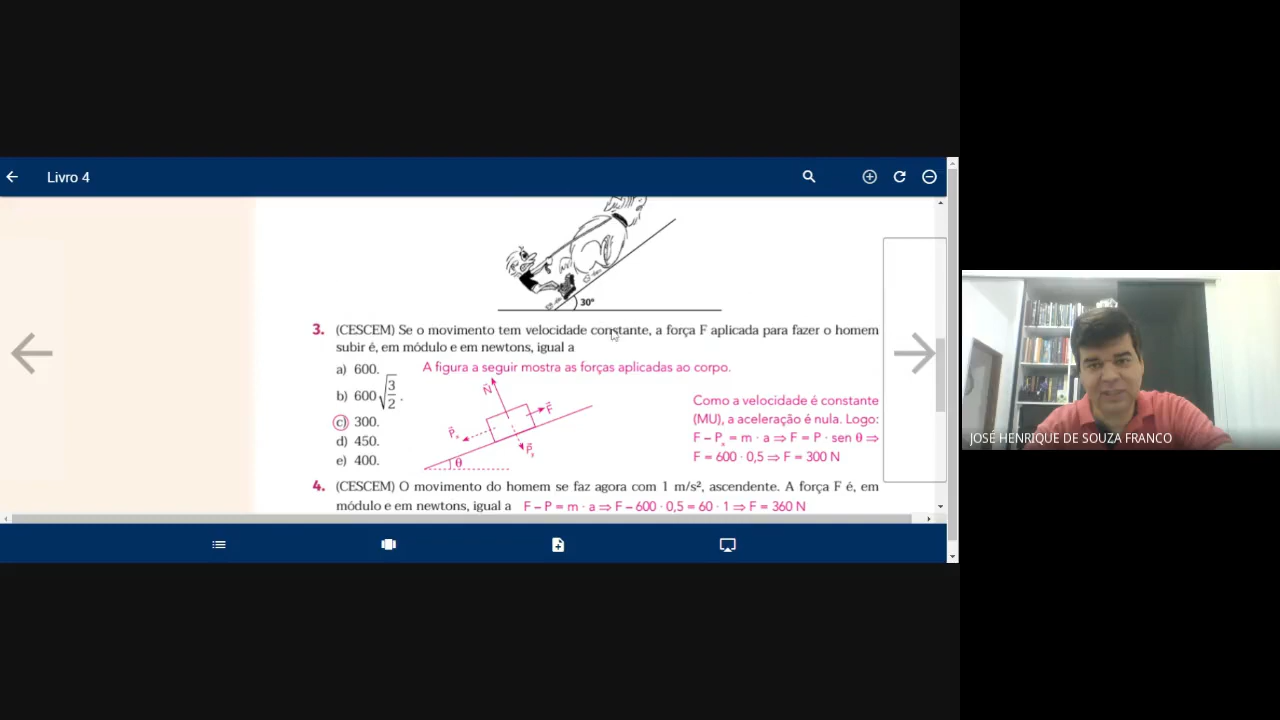 Livro 4
30°
3. (CESCEM) Se o movimento tem velocidade constante, a força F aplicada para fazer o homem
subir é, em módulo e em newtons, igual a
a) 600.
A figura a seguir mostra as forças aplicadas ao corpo.
b) 600 √3/2 .
c) 300.
d) 450.
e) 400.
N⃗
F⃗
P⃗x
P⃗y
θ
Como a velocidade é constante
(MU), a aceleração é nula. Logo:
F – Px = m · a ⇒ F = P · sen θ ⇒
F = 600 · 0,5 ⇒ F = 300 N
JOSÉ HENRIQUE DE SOUZA FRANCO
4. (CESCEM) O movimento do homem se faz agora com 1 m/s², ascendente. A força F é, em
módulo e em newtons, igual a F – P = m · a ⇒ F – 600 · 0,5 = 60 · 1 ⇒ F = 360 N